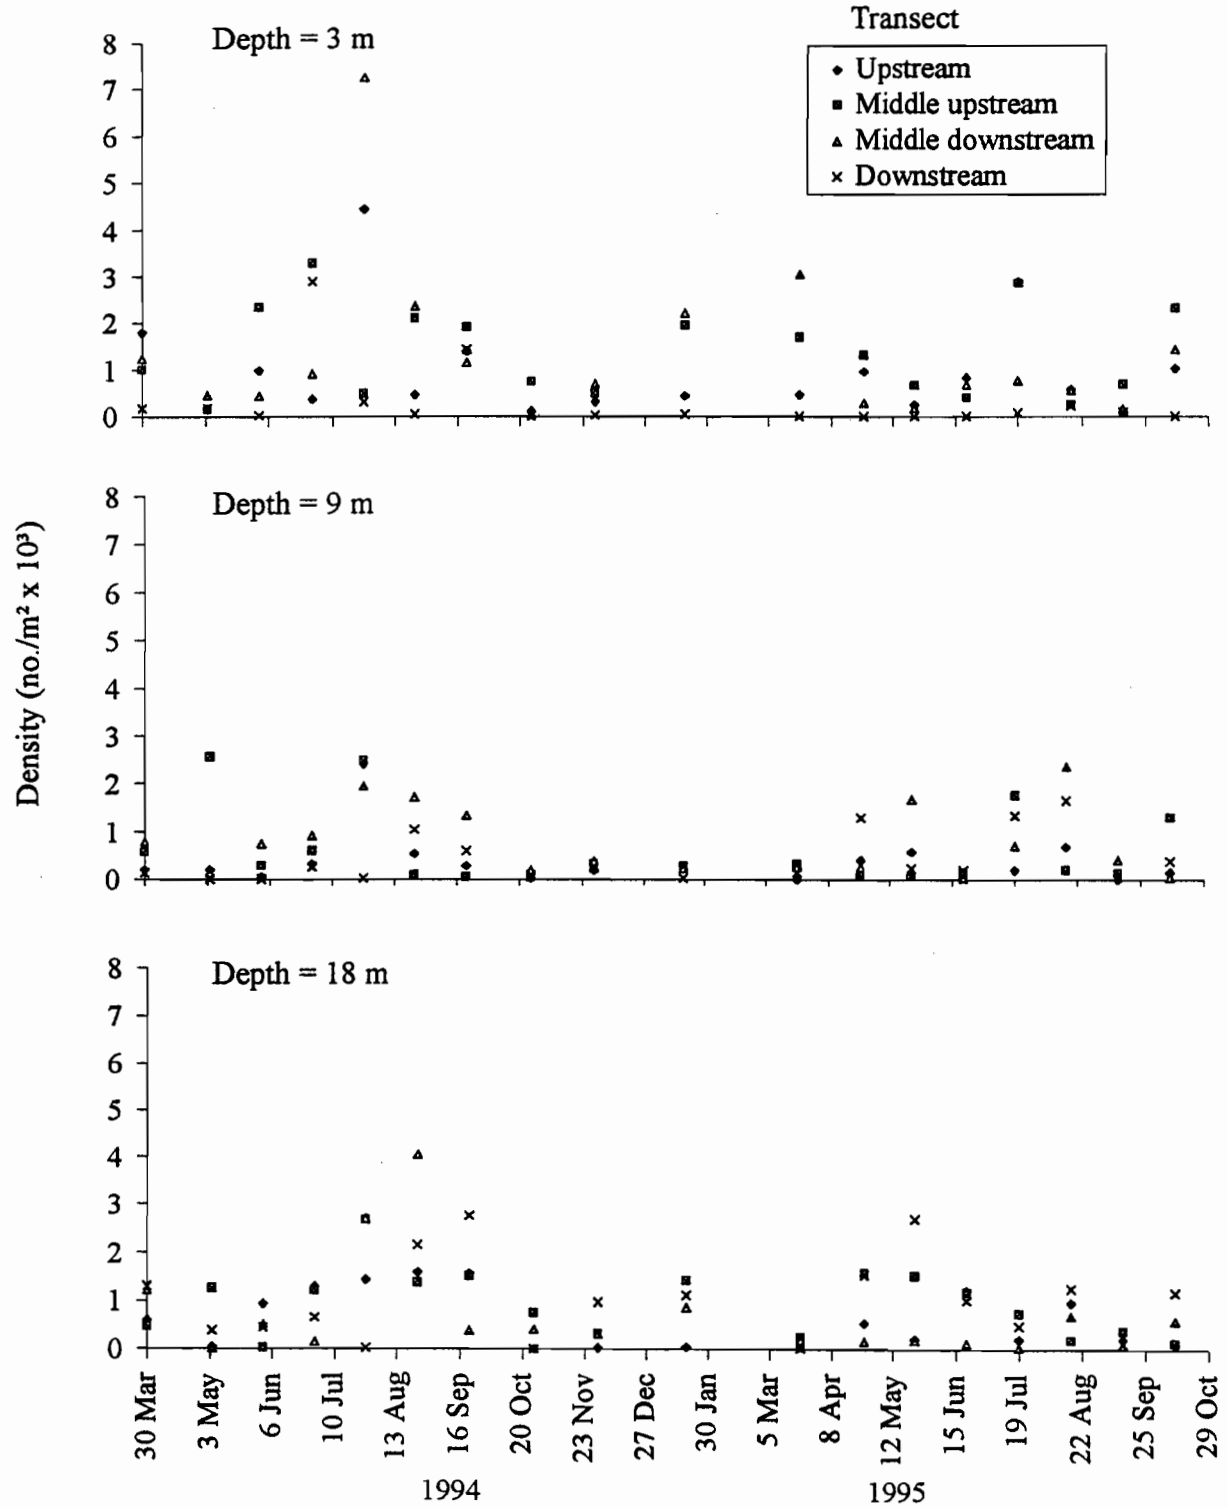 Transect
Upstream
Middle upstream
Middle downstream
Downstream
Depth = 3 m
8
7
6
5
4
3
2
1
0
Depth = 9 m
8
7
6
5
4
3
2
1
0
Density (no./m² x 10³)
Depth = 18 m
8
7
6
5
4
3
2
1
0
30 Mar
3 May
6 Jun
10 Jul
13 Aug
16 Sep
20 Oct
23 Nov
27 Dec
30 Jan
5 Mar
8 Apr
12 May
15 Jun
19 Jul
22 Aug
25 Sep
29 Oct
1994
1995